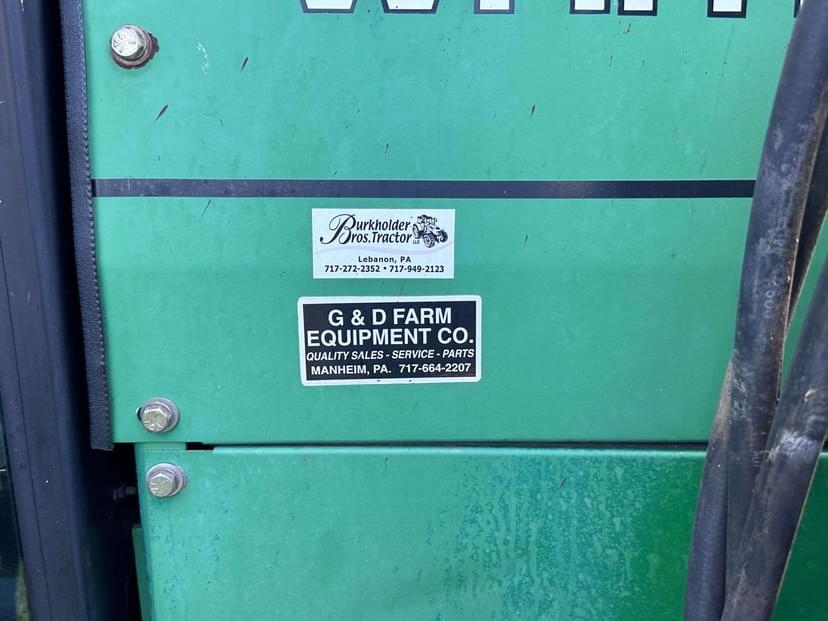 Burkholder
Bros. Tractor LLC
Lebanon, PA
717-272-2352 • 717-949-2123
G & D FARM
EQUIPMENT CO.
QUALITY SALES - SERVICE - PARTS
MANHEIM, PA. 717-664-2207